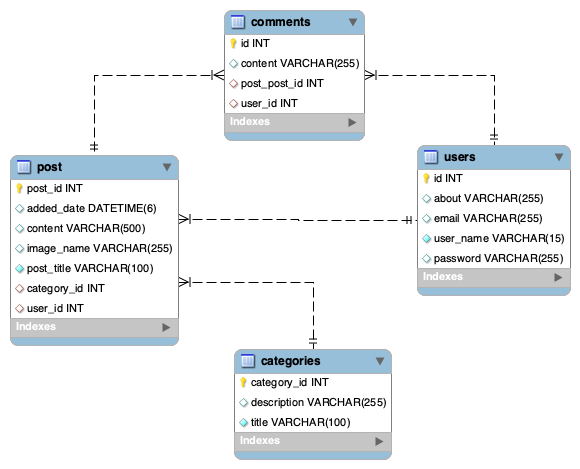 comments
id INT
content VARCHAR(255)
post_post_id INT
user_id INT
Indexes
post
post_id INT
added_date DATETIME(6)
content VARCHAR(500)
image_name VARCHAR(255)
post_title VARCHAR(100)
category_id INT
user_id INT
Indexes
users
id INT
about VARCHAR(255)
email VARCHAR(255)
user_name VARCHAR(15)
password VARCHAR(255)
Indexes
categories
category_id INT
description VARCHAR(255)
title VARCHAR(100)
Indexes